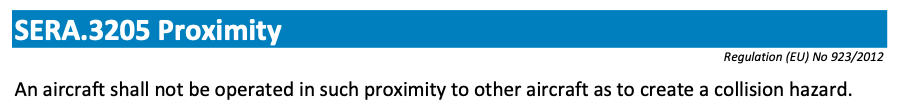 SERA.3205 Proximity
Regulation (EU) No 923/2012
An aircraft shall not be operated in such proximity to other aircraft as to create a collision hazard.